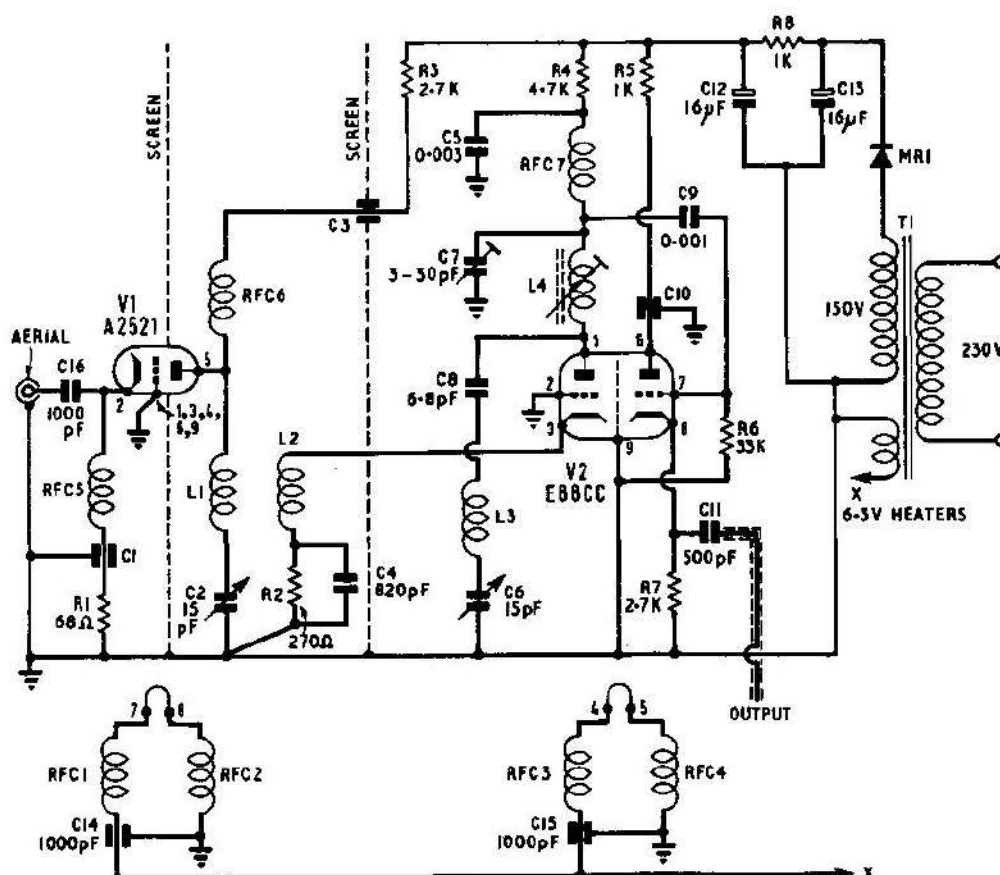 R8
1K
R3
2·7K
R4
4·7K
R5
1K
C12
16µF
C13
16µF
SCREEN
SCREEN
C5
0·003
RFC7
MR1
C3
C9
0·001
T1
C7
3-30pF
L4
RFC6
V1
A2521
C10
150V
230V
AERIAL
C16
1000
pF
5
2
1,3,4,
6,9
C8
6·8pF
1
6
2
7
3
8
9
R6
33K
L2
V2
E88CC
X
6·3V HEATERS
RFC5
L1
L3
C11
500pF
C1
R1
68Ω
C2
15
pF
R2
270Ω
C4
820pF
C6
15pF
R7
2·7K
OUTPUT
7
8
4
5
RFC1
RFC2
RFC3
RFC4
C14
1000pF
C15
1000pF
X